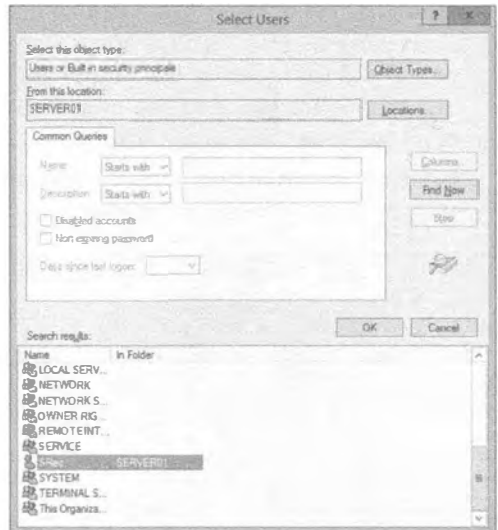 Select Users
?
Select this object type:
Users or Built in security principals
Object Types...
From this location:
SERVER01
Locations...
Common Queries
Name: Starts with
Columns...
Description: Starts with
Find Now
Disabled accounts
Stop
Non expiring password
Days since last logon:
OK Cancel
Search results:
Name In Folder
LOCAL SERV...
NETWORK
NETWORK S...
OWNER RIG...
REMOTE INT...
SERVICE
SERVER01
SYSTEM
TERMINAL S...
This Organiza...